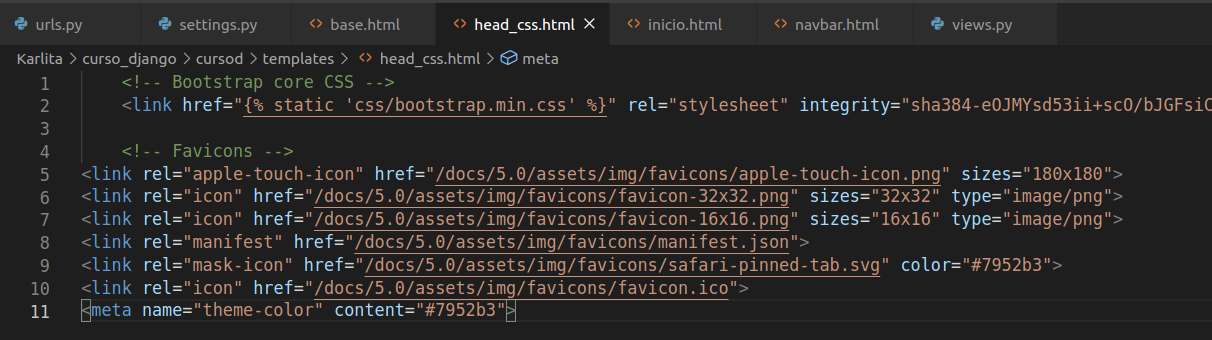 urls.py settings.py base.html head_css.html inicio.html navbar.html views.py
Karlita > curso_django > cursod > templates > head_css.html > meta
1 <!-- Bootstrap core CSS -->
2 <link href="{% static 'css/bootstrap.min.css' %}" rel="stylesheet" integrity="sha384-eOJMYsd53ii+scO/bJGFsiC
3
4 <!-- Favicons -->
5 <link rel="apple-touch-icon" href="/docs/5.0/assets/img/favicons/apple-touch-icon.png" sizes="180x180">
6 <link rel="icon" href="/docs/5.0/assets/img/favicons/favicon-32x32.png" sizes="32x32" type="image/png">
7 <link rel="icon" href="/docs/5.0/assets/img/favicons/favicon-16x16.png" sizes="16x16" type="image/png">
8 <link rel="manifest" href="/docs/5.0/assets/img/favicons/manifest.json">
9 <link rel="mask-icon" href="/docs/5.0/assets/img/favicons/safari-pinned-tab.svg" color="#7952b3">
10 <link rel="icon" href="/docs/5.0/assets/img/favicons/favicon.ico">
11 <meta name="theme-color" content="#7952b3">